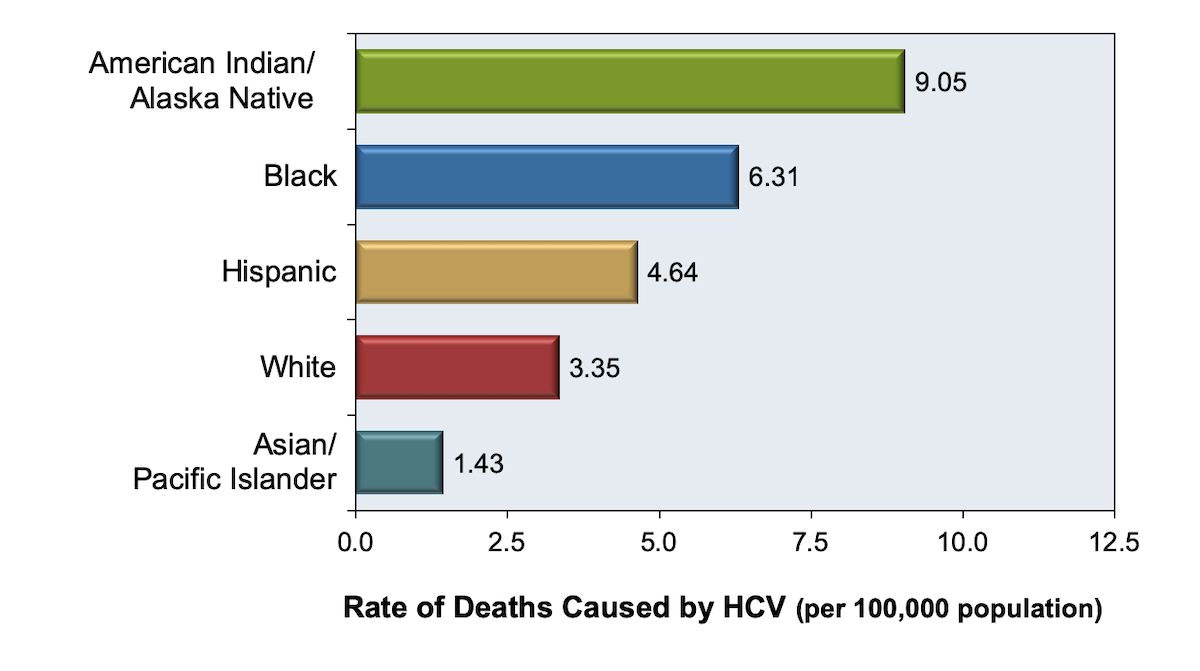 American Indian/
Alaska Native
9.05
Black
6.31
Hispanic
4.64
White
3.35
Asian/
Pacific Islander
1.43
0.0 2.5 5.0 7.5 10.0 12.5
Rate of Deaths Caused by HCV (per 100,000 population)